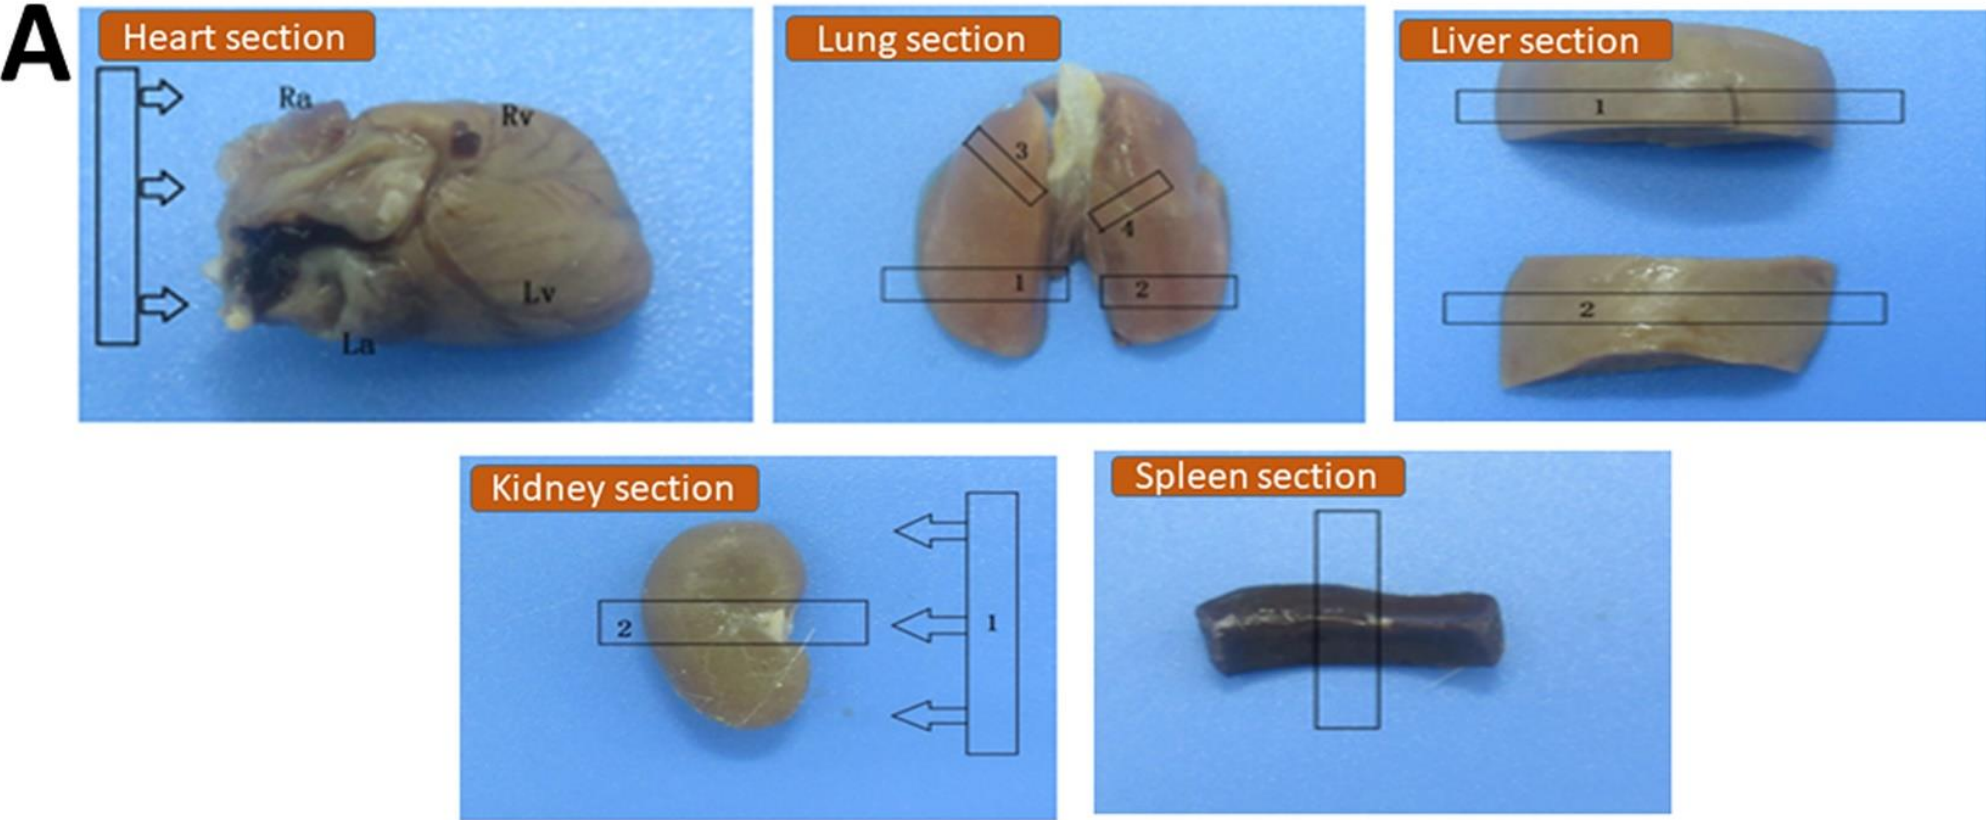 A
Heart section
Ra
Rv
Lv
La
Lung section
3
4
1
2
Liver section
1
2
Kidney section
2
1
Spleen section